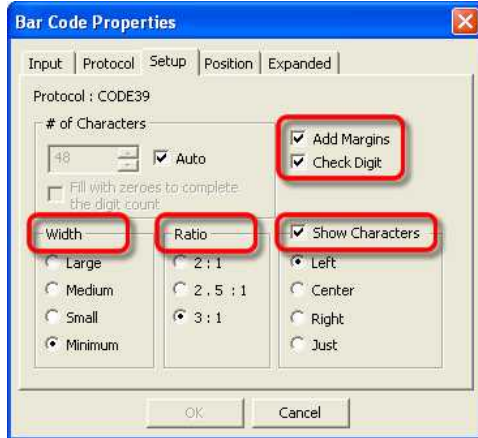 Bar Code Properties
Input Protocol Setup Position Expanded
Protocol : CODE39
# of Characters
48 Auto
Fill with zeroes to complete
the digit count
Add Margins
Check Digit
Width
Large
Medium
Small
Minimum
Ratio
2 : 1
2 . 5 : 1
3 : 1
Show Characters
Left
Center
Right
Just
OK Cancel